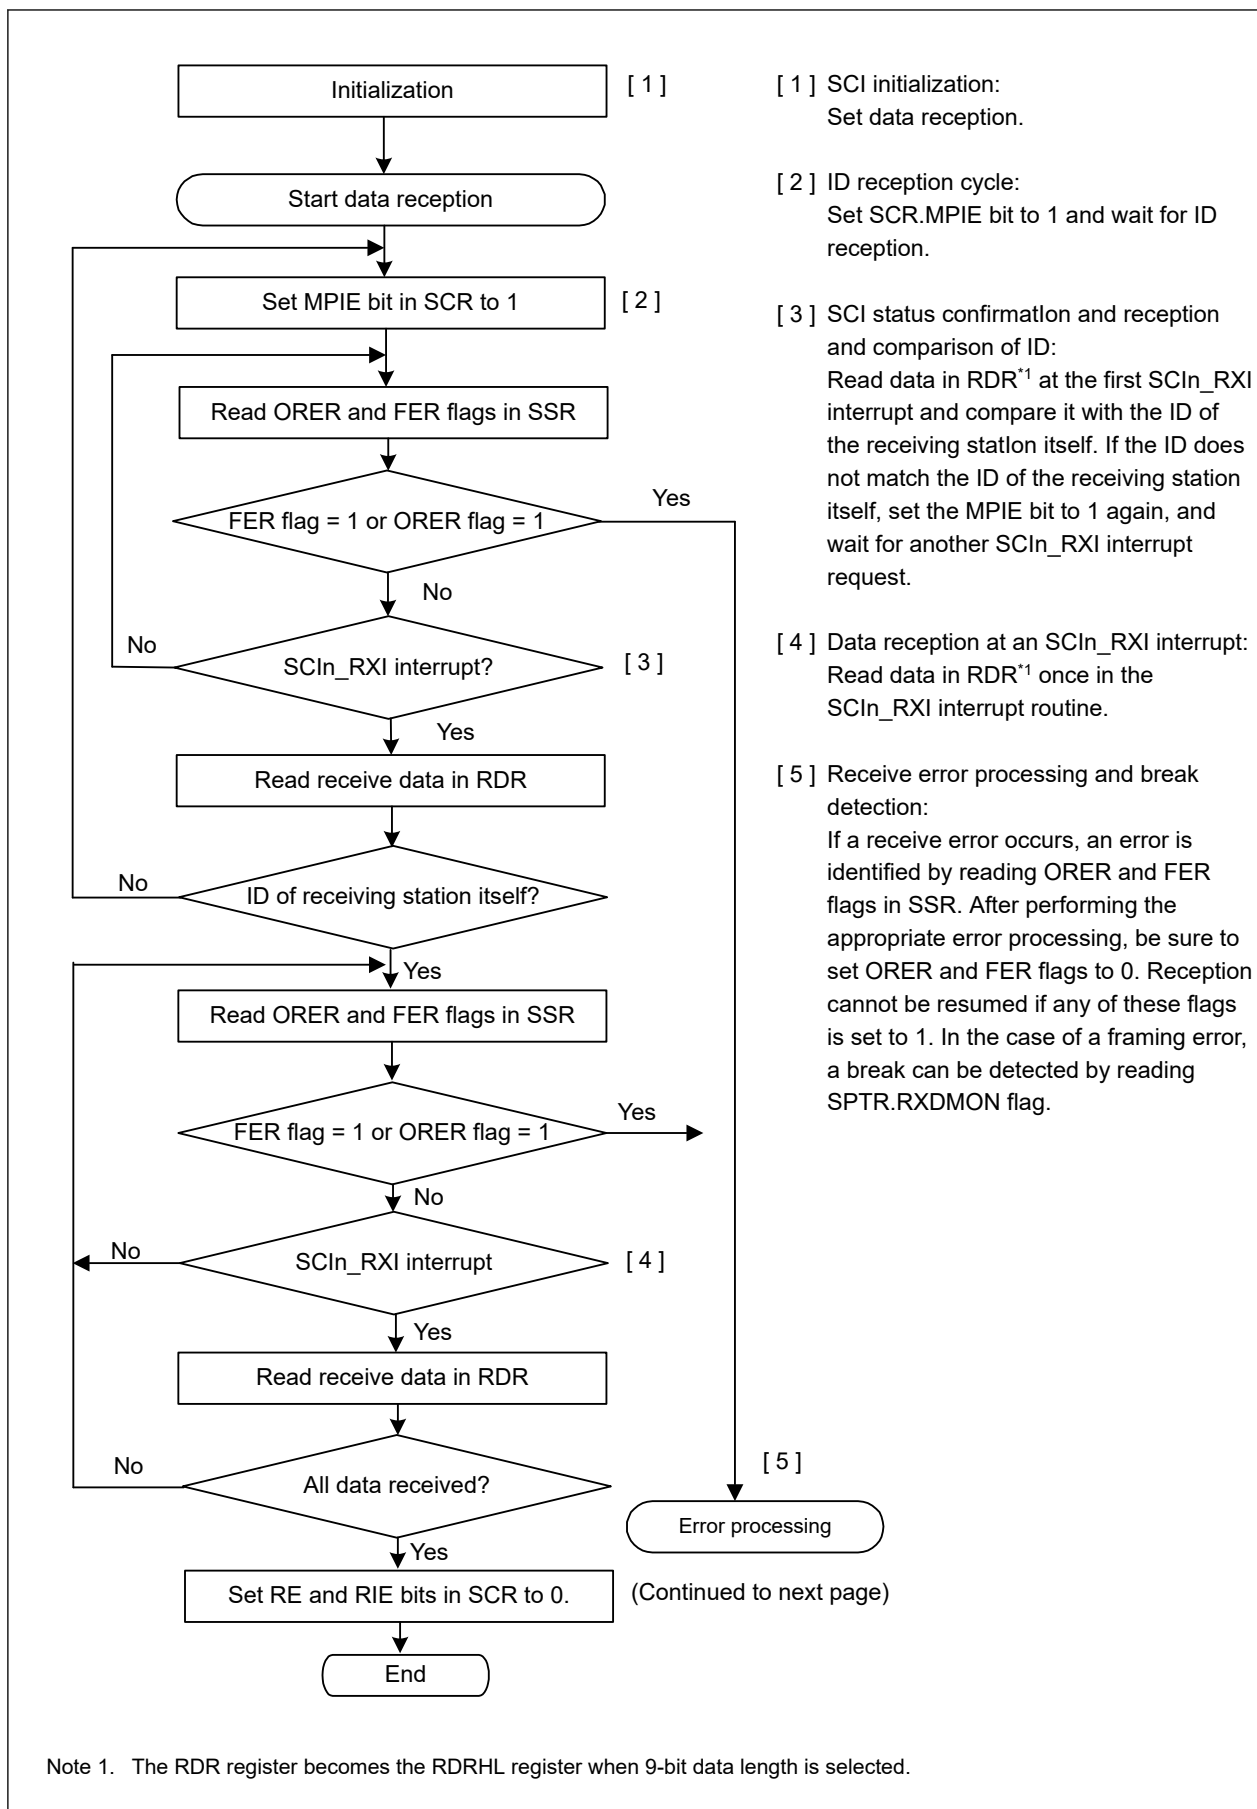 Initialization
[ 1 ]
Start data reception
Set MPIE bit in SCR to 1
[ 2 ]
Read ORER and FER flags in SSR
FER flag = 1 or ORER flag = 1
Yes
No
No
SCIn_RXI interrupt?
[ 3 ]
Yes
Read receive data in RDR
No
ID of receiving station itself?
Yes
Read ORER and FER flags in SSR
FER flag = 1 or ORER flag = 1
Yes
No
No
SCIn_RXI interrupt
[ 4 ]
Yes
Read receive data in RDR
No
All data received?
[ 5 ]
Error processing
Yes
Set RE and RIE bits in SCR to 0.
(Continued to next page)
End
[ 1 ] SCI initialization:
Set data reception.
[ 2 ] ID reception cycle:
Set SCR.MPIE bit to 1 and wait for ID
reception.
[ 3 ] SCI status confirmatIon and reception
and comparison of ID:
Read data in RDR*1 at the first SCIn_RXI
interrupt and compare it with the ID of
the receiving statIon itself. If the ID does
not match the ID of the receiving station
itself, set the MPIE bit to 1 again, and
wait for another SCIn_RXI interrupt
request.
[ 4 ] Data reception at an SCIn_RXI interrupt:
Read data in RDR*1 once in the
SCIn_RXI interrupt routine.
[ 5 ] Receive error processing and break
detection:
If a receive error occurs, an error is
identified by reading ORER and FER
flags in SSR. After performing the
appropriate error processing, be sure to
set ORER and FER flags to 0. Reception
cannot be resumed if any of these flags
is set to 1. In the case of a framing error,
a break can be detected by reading
SPTR.RXDMON flag.
Note 1. The RDR register becomes the RDRHL register when 9-bit data length is selected.